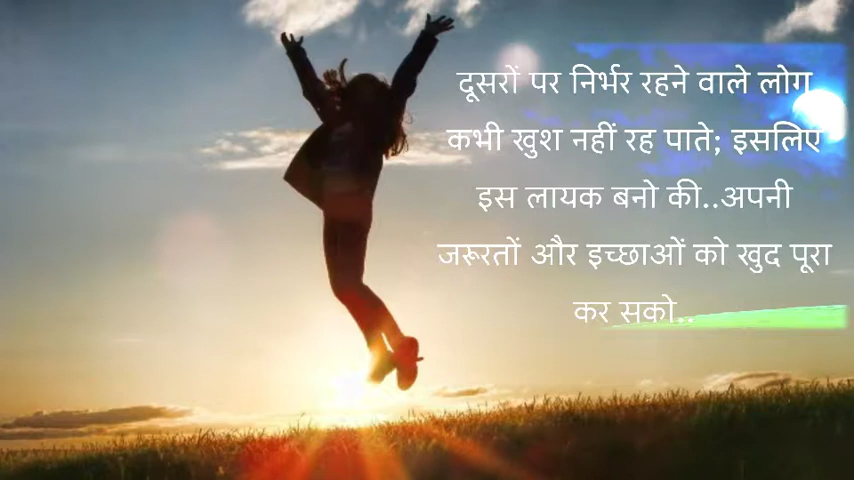 दूसरों पर निर्भर रहने वाले लोग
कभी खुश नहीं रह पाते; इसलिए
इस लायक बनो की..अपनी
जरूरतों और इच्छाओं को खुद पूरा
कर सको..